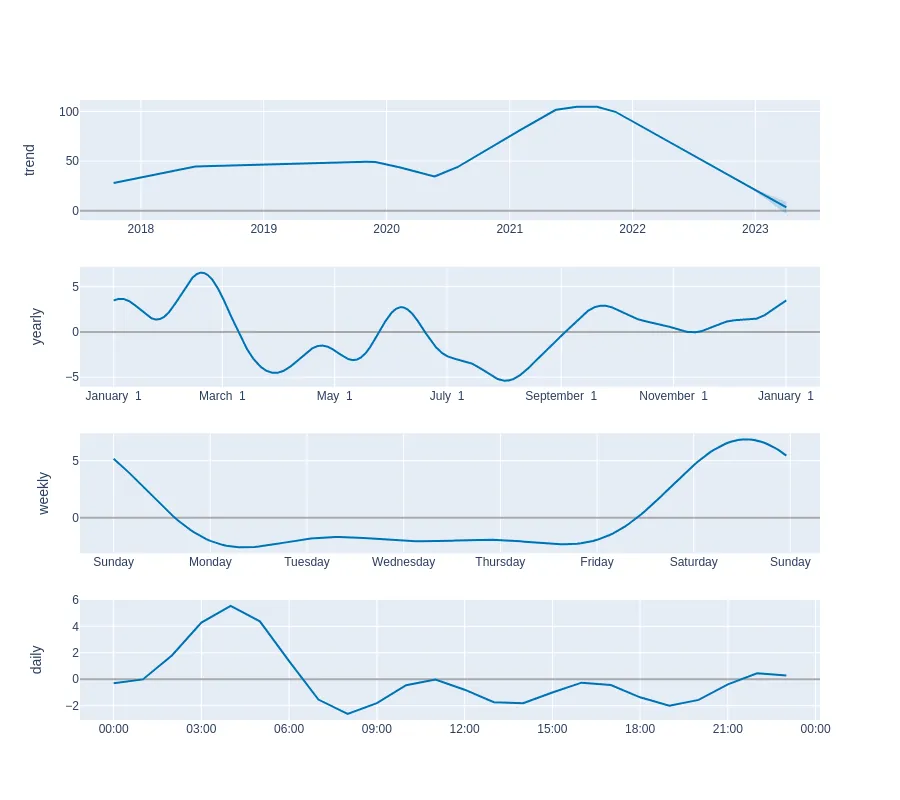 trend
100
50
0
2018 2019 2020 2021 2022 2023
yearly
5
0
−5
January 1 March 1 May 1 July 1 September 1 November 1 January 1
weekly
5
0
Sunday Monday Tuesday Wednesday Thursday Friday Saturday Sunday
daily
6
4
2
0
−2
00:00 03:00 06:00 09:00 12:00 15:00 18:00 21:00 00:00